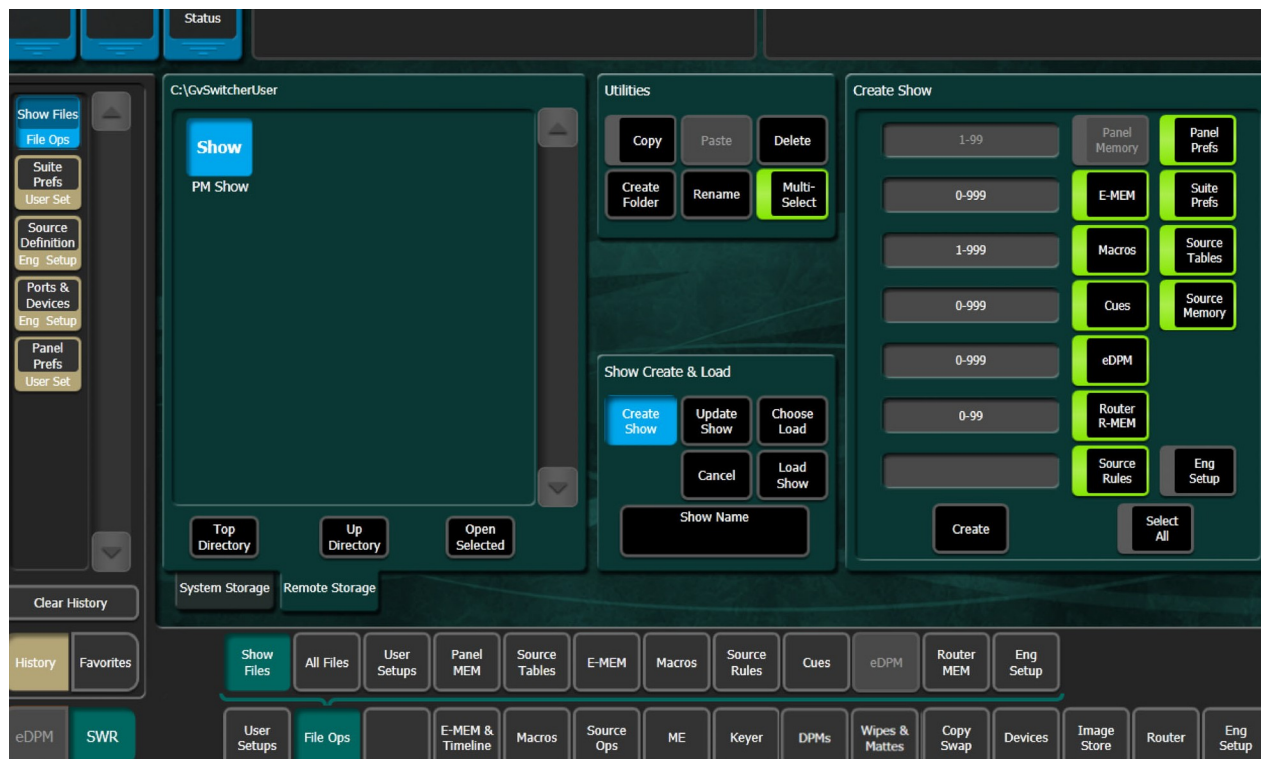 Status
Show Files
File Ops
Suite
Prefs
User Set
Source
Definition
Eng Setup
Ports &
Devices
Eng Setup
Panel
Prefs
User Set
Clear History
History
Favorites
eDPM
SWR
C:\GvSwitcherUser
Show
PM Show
Top
Directory
Up
Directory
Open
Selected
System Storage
Remote Storage
Utilities
Copy
Paste
Delete
Create
Folder
Rename
Multi-
Select
Show Create & Load
Create
Show
Update
Show
Choose
Load
Cancel
Load
Show
Show Name
Create Show
1-99
Panel
Memory
Panel
Prefs
0-999
E-MEM
Suite
Prefs
1-999
Macros
Source
Tables
0-999
Cues
Source
Memory
0-999
eDPM
0-99
Router
R-MEM
Source
Rules
Eng
Setup
Create
Select
All
Show
Files
All Files
User
Setups
Panel
MEM
Source
Tables
E-MEM
Macros
Source
Rules
Cues
eDPM
Router
MEM
Eng
Setup
User
Setups
File Ops
E-MEM &
Timeline
Macros
Source
Ops
ME
Keyer
DPMs
Wipes &
Mattes
Copy
Swap
Devices
Image
Store
Router
Eng
Setup